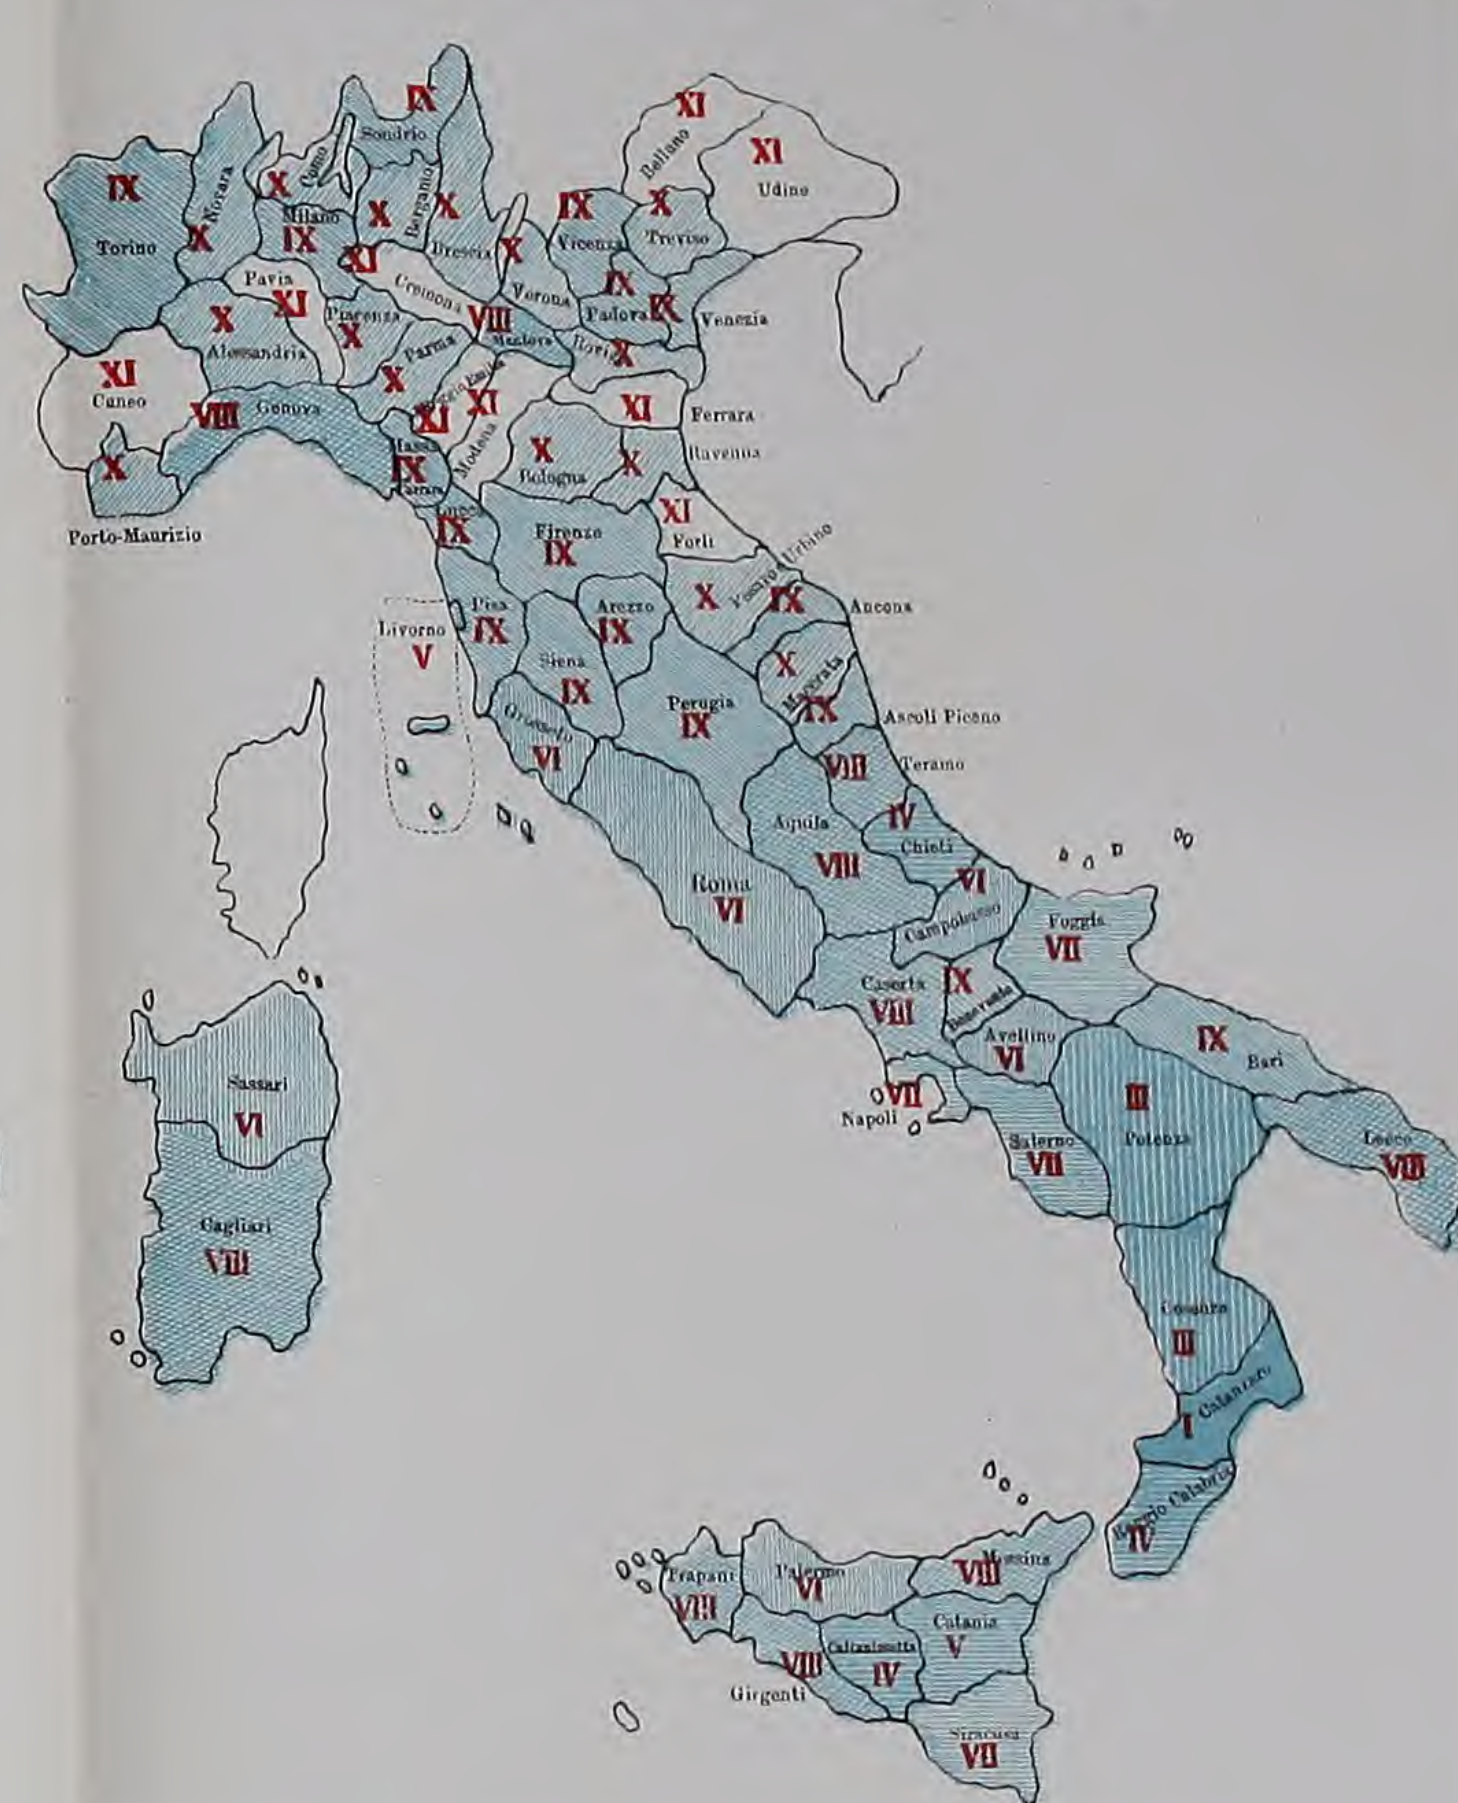 IX
Sondrio
XI
Belluno
XI
Udine
IX
Torino
Novara
X
Como
X
Milano
IX
Bergamo
X
X
Brescia
X
Verona
IX
Vicenza
X
Treviso
IX
Padova
IX
Venezia
Pavia
XI
XI
Cremona
VIII
Mantova
X
Alessandria
Piacenza
X
Parma
X
X
XI
Cuneo
VIII
Genova
Reggio Emilia
XI
XI
Modena
XI
Ferrara
X
Porto-Maurizio
Massa
IX
Carrara
X
Bologna
X
Ravenna
Lucca
IX
Firenze
IX
XI
Forlì
X
Pesaro e Urbino
IX
Ancona
Livorno
V
Pisa
IX
Arezzo
IX
Siena
IX
X
Macerata
IX
Ascoli Piceno
Grosseto
VI
Perugia
IX
VIII
Teramo
Aquila
VIII
IV
Chieti
Roma
VI
VI
Campobasso
Foggia
VII
Caserta
VIII
IX
Benevento
Avellino
VI
IX
Bari
VII
Napoli
Salerno
VII
III
Potenza
Lecce
VIII
Sassari
VI
Cagliari
VIII
Cosenza
III
I
Catanzaro
Reggio Calabria
IV
Trapani
VIII
Palermo
VI
Messina
VIII
Girgenti
VIII
Caltanissetta
IV
Catania
V
Siracusa
VII